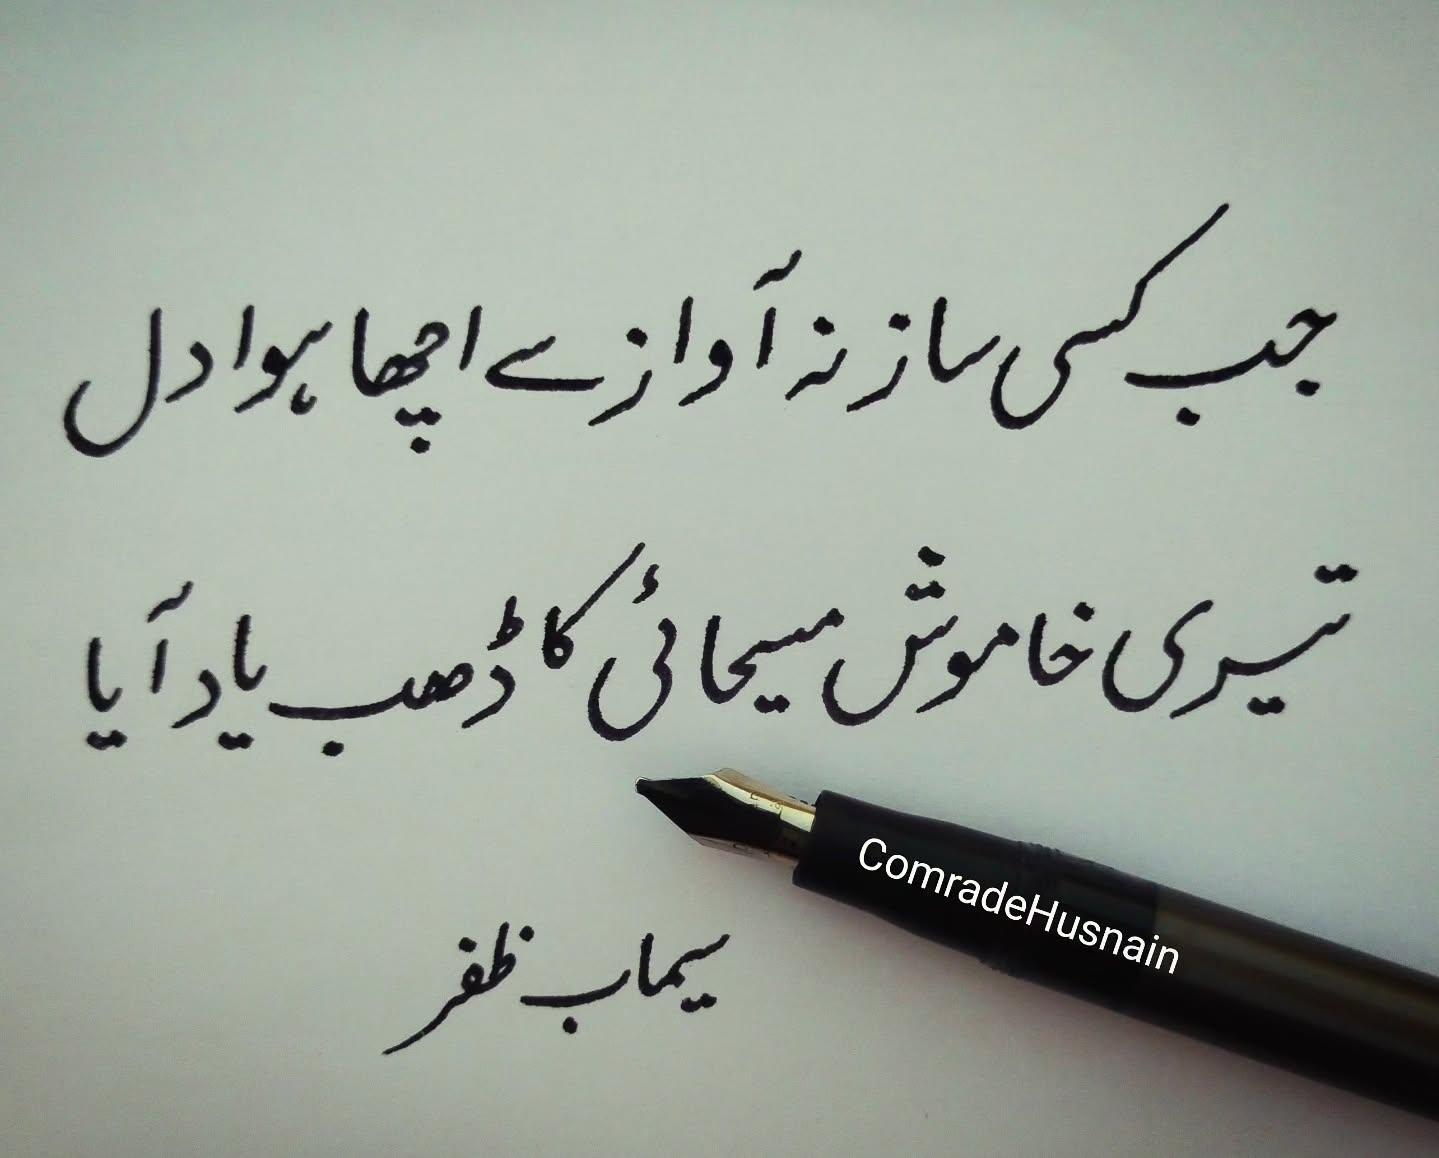 جب کسی ساز نہ آواز سے اچھا ہوا دل
تیری خاموش مسیحائی کا ڈھب یاد آیا
ComradeHusnain
سیماب ظفر